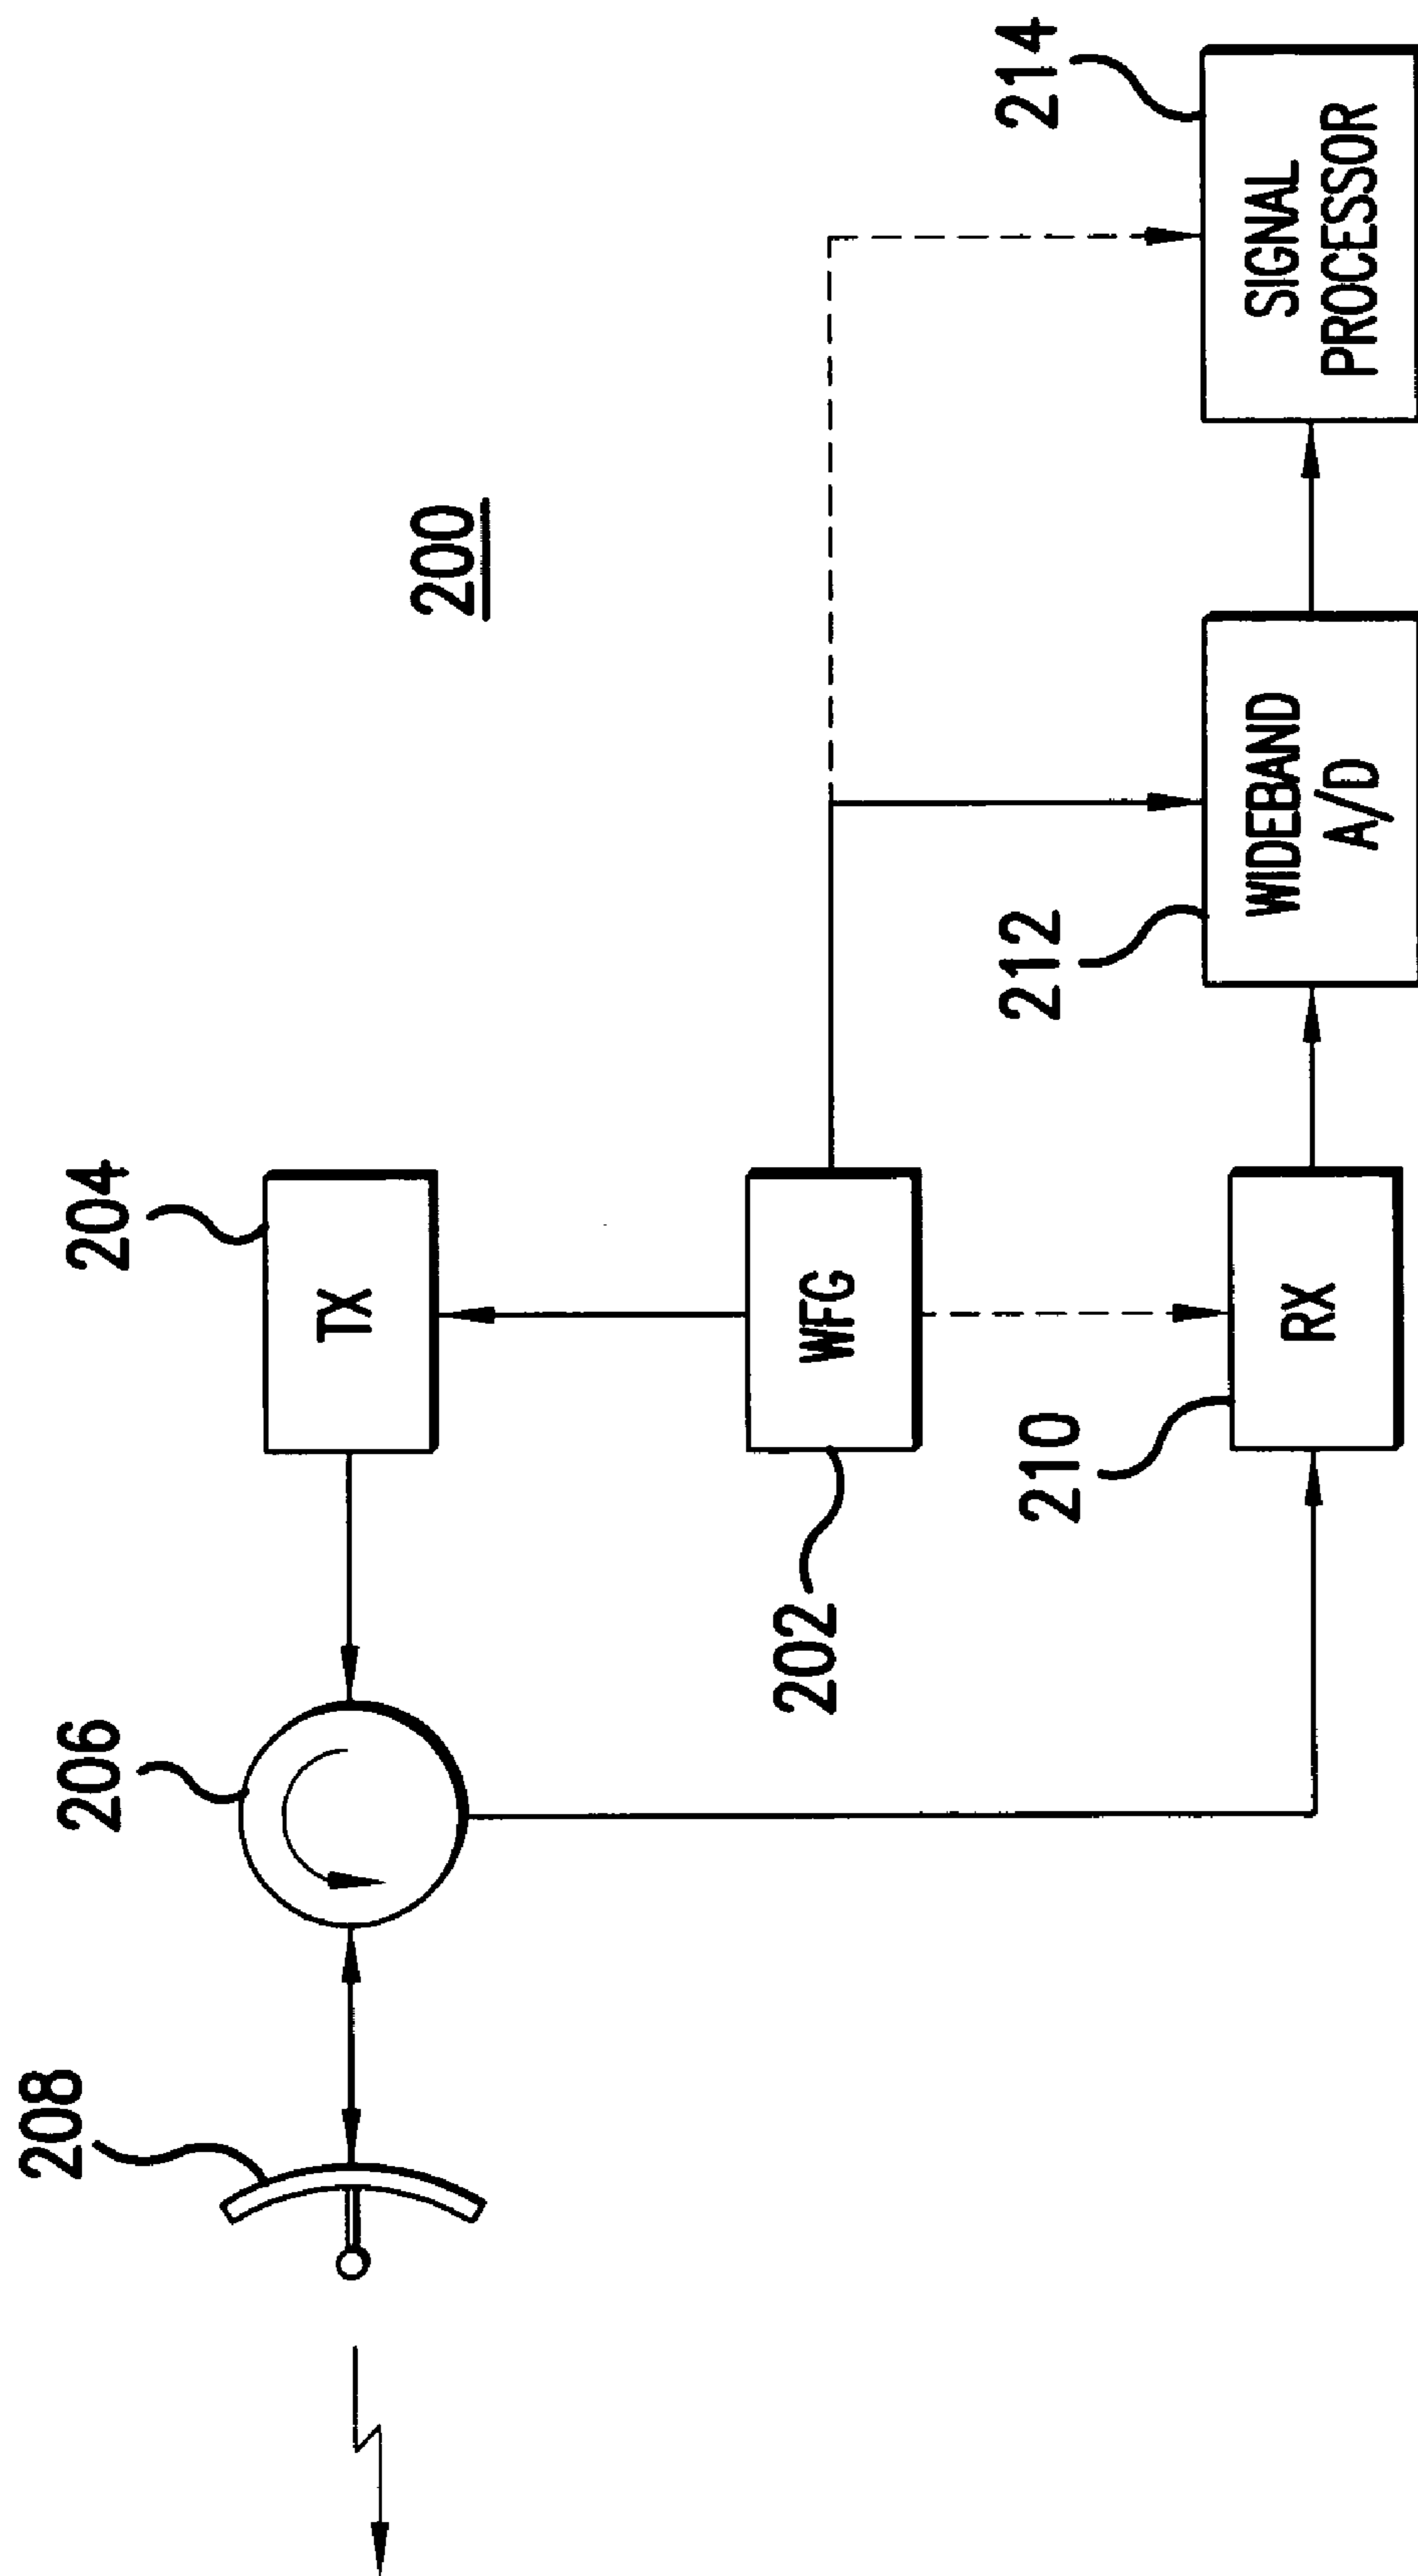 208
206
204
TX
200
202
WFG
210
RX
212
WIDEBAND
A/D
214
SIGNAL
PROCESSOR